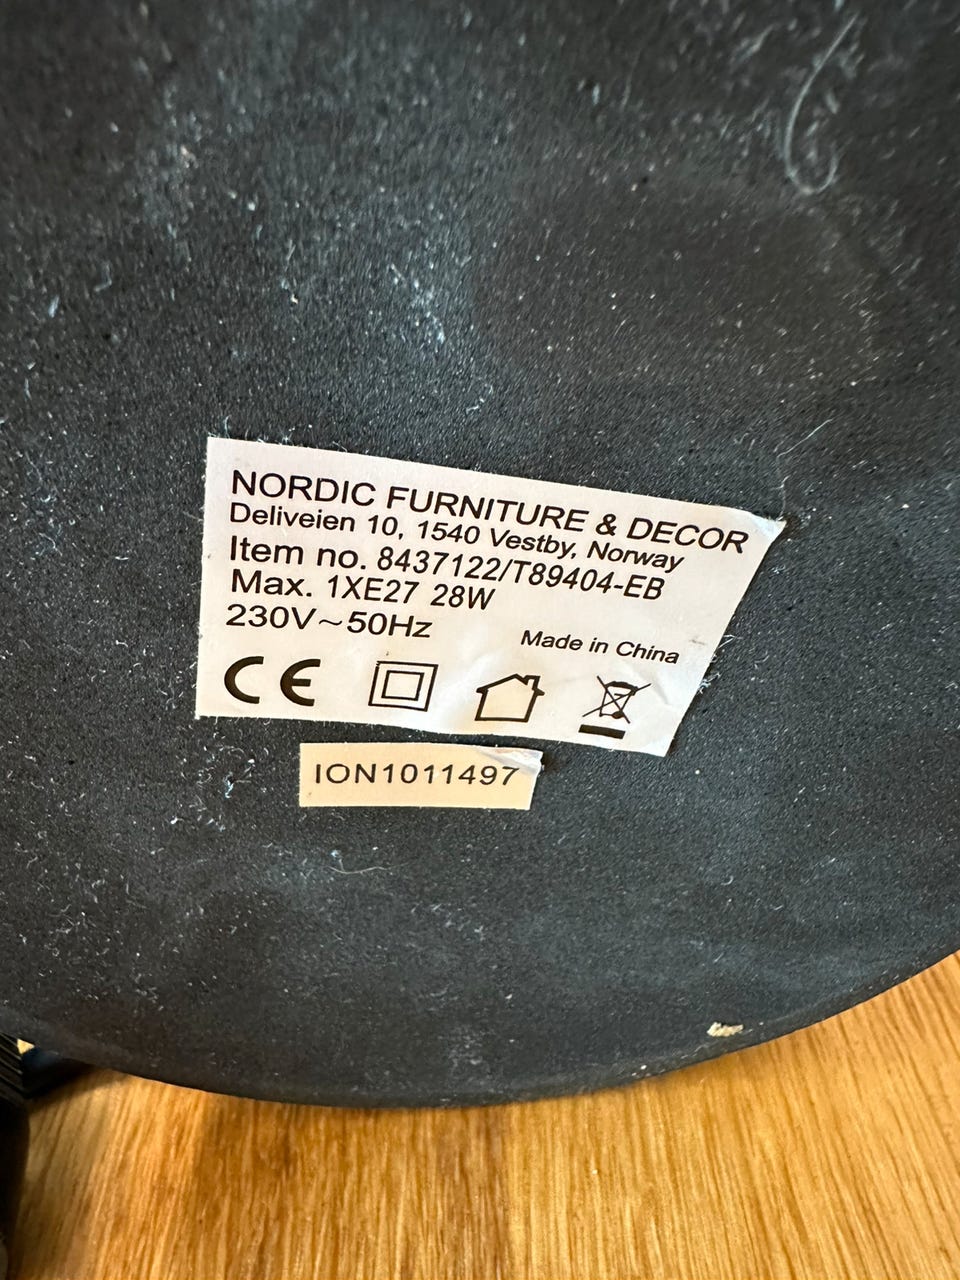 NORDIC FURNITURE & DECOR
Deliveien 10, 1540 Vestby, Norway
Item no. 8437122/T89404-EB
Max. 1XE27 28W
230V~50Hz
Made in China
CE
ION1011497